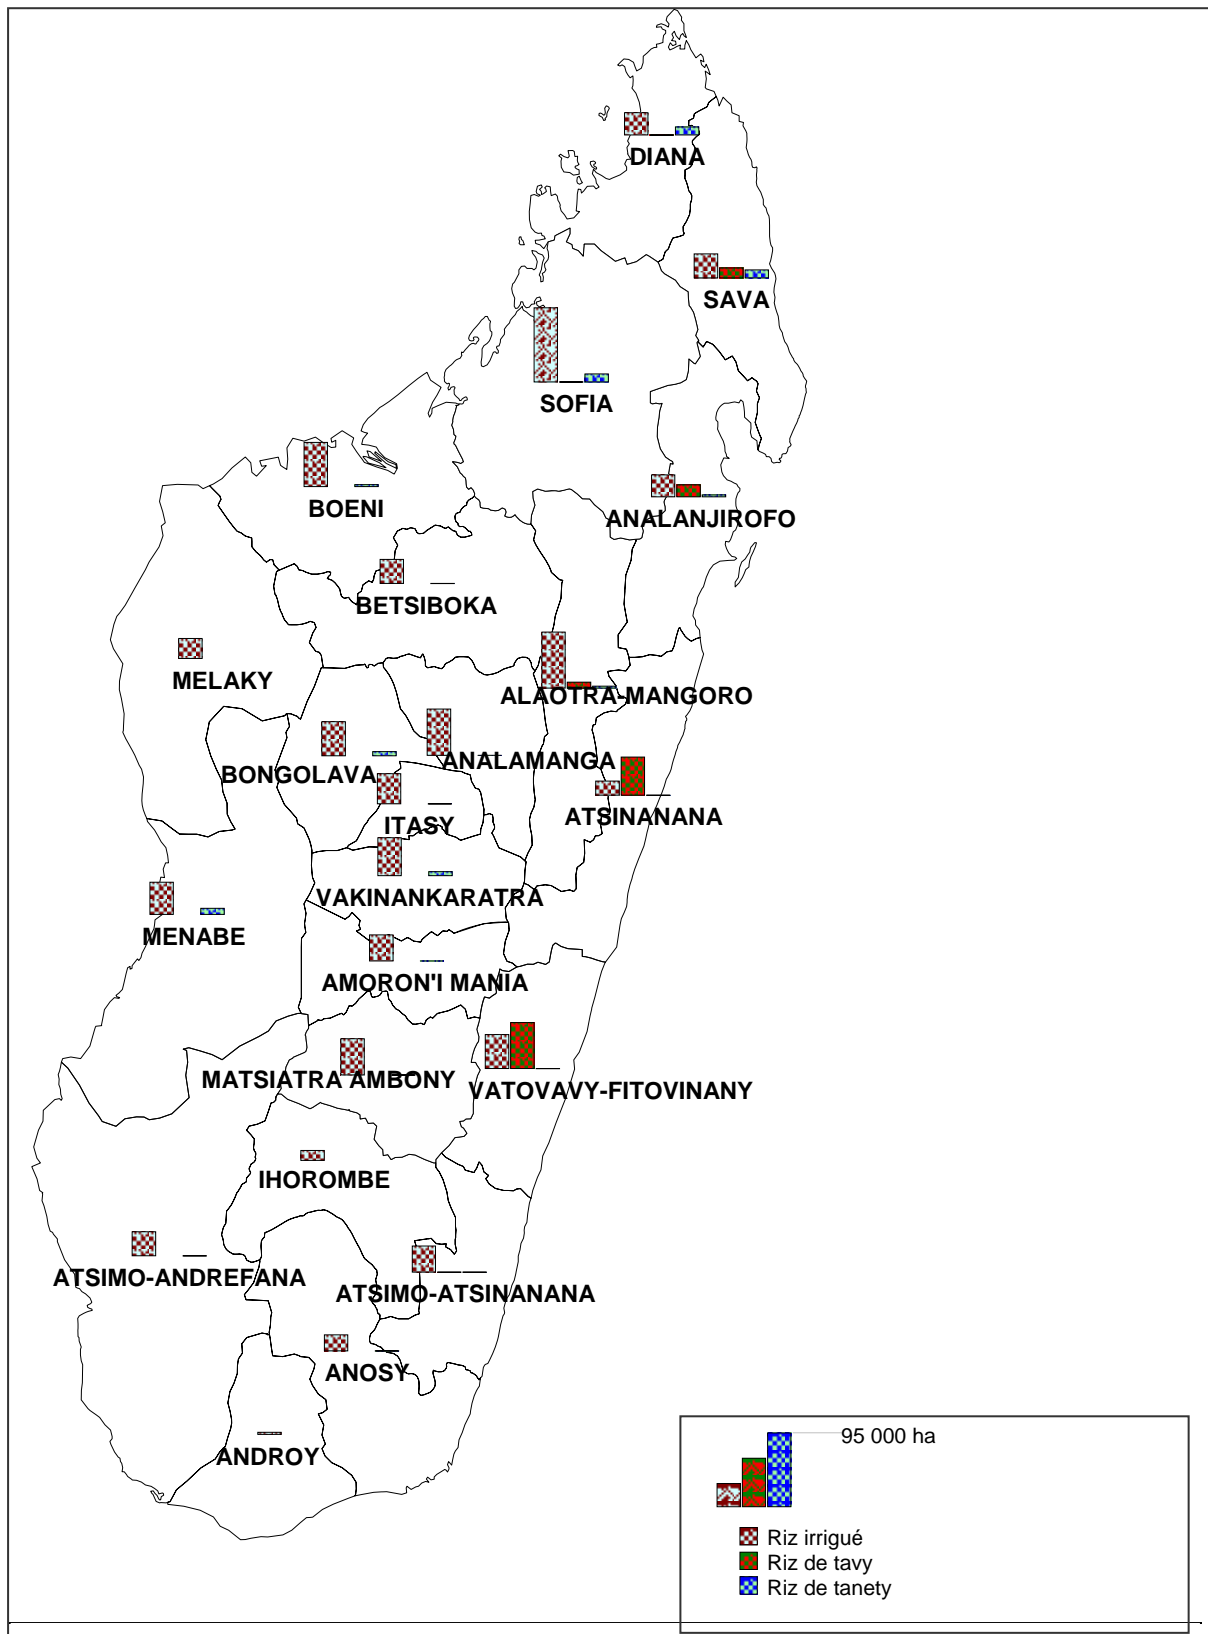 DIANA
SAVA
SOFIA
BOENI
ANALANJIROFO
BETSIBOKA
MELAKY
ALAOTRA-MANGORO
ANALAMANGA
BONGOLAVA
ATSINANANA
ITASY
VAKINANKARATRA
MENABE
AMORON'I MANIA
MATSIATRA AMBONY
VATOVAVY-FITOVINANY
IHOROMBE
ATSIMO-ANDREFANA
ATSIMO-ATSINANANA
ANOSY
ANDROY
95 000 ha
Riz irrigué
Riz de tavy
Riz de tanety